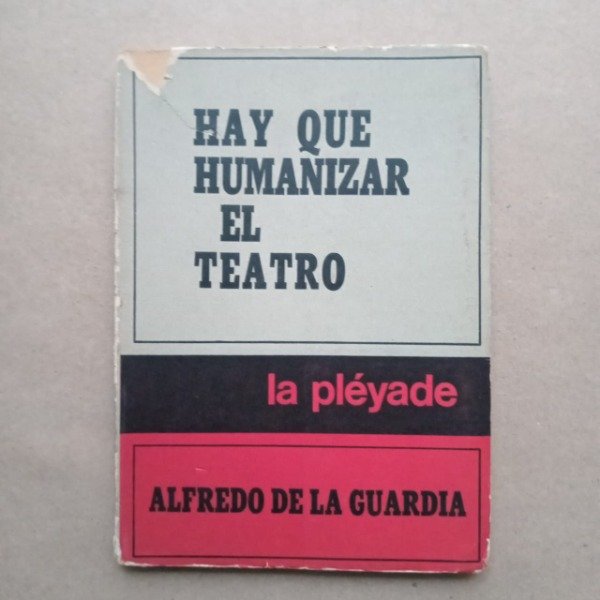 HAY QUE
HUMANIZAR
EL
TEATRO
la pléyade
ALFREDO DE LA GUARDIA